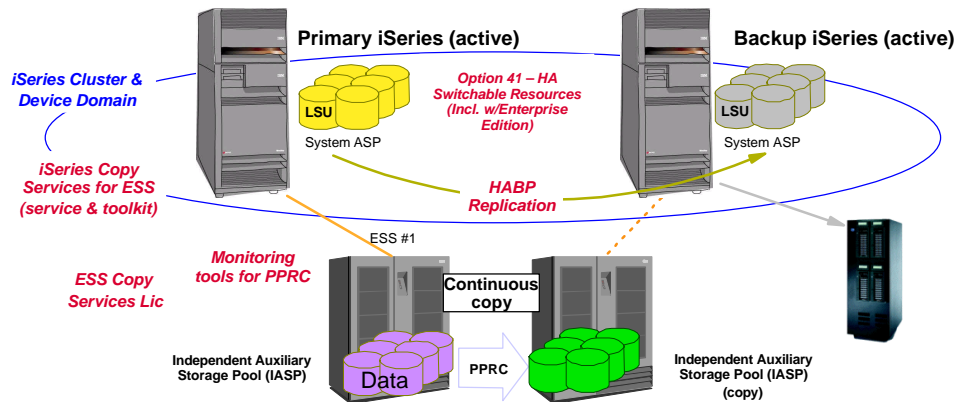 Primary iSeries (active)
Backup iSeries (active)
iSeries Cluster &
Device Domain
Option 41 – HA
Switchable Resources
(Incl. w/Enterprise
Edition)
LSU
System ASP
LSU
System ASP
iSeries Copy
Services for ESS
(service & toolkit)
HABP
Replication
ESS #1
Monitoring
tools for PPRC
ESS Copy
Services Lic
Continuous
copy
Independent Auxiliary
Storage Pool (IASP)
Data
PPRC
Independent Auxiliary
Storage Pool (IASP)
(copy)